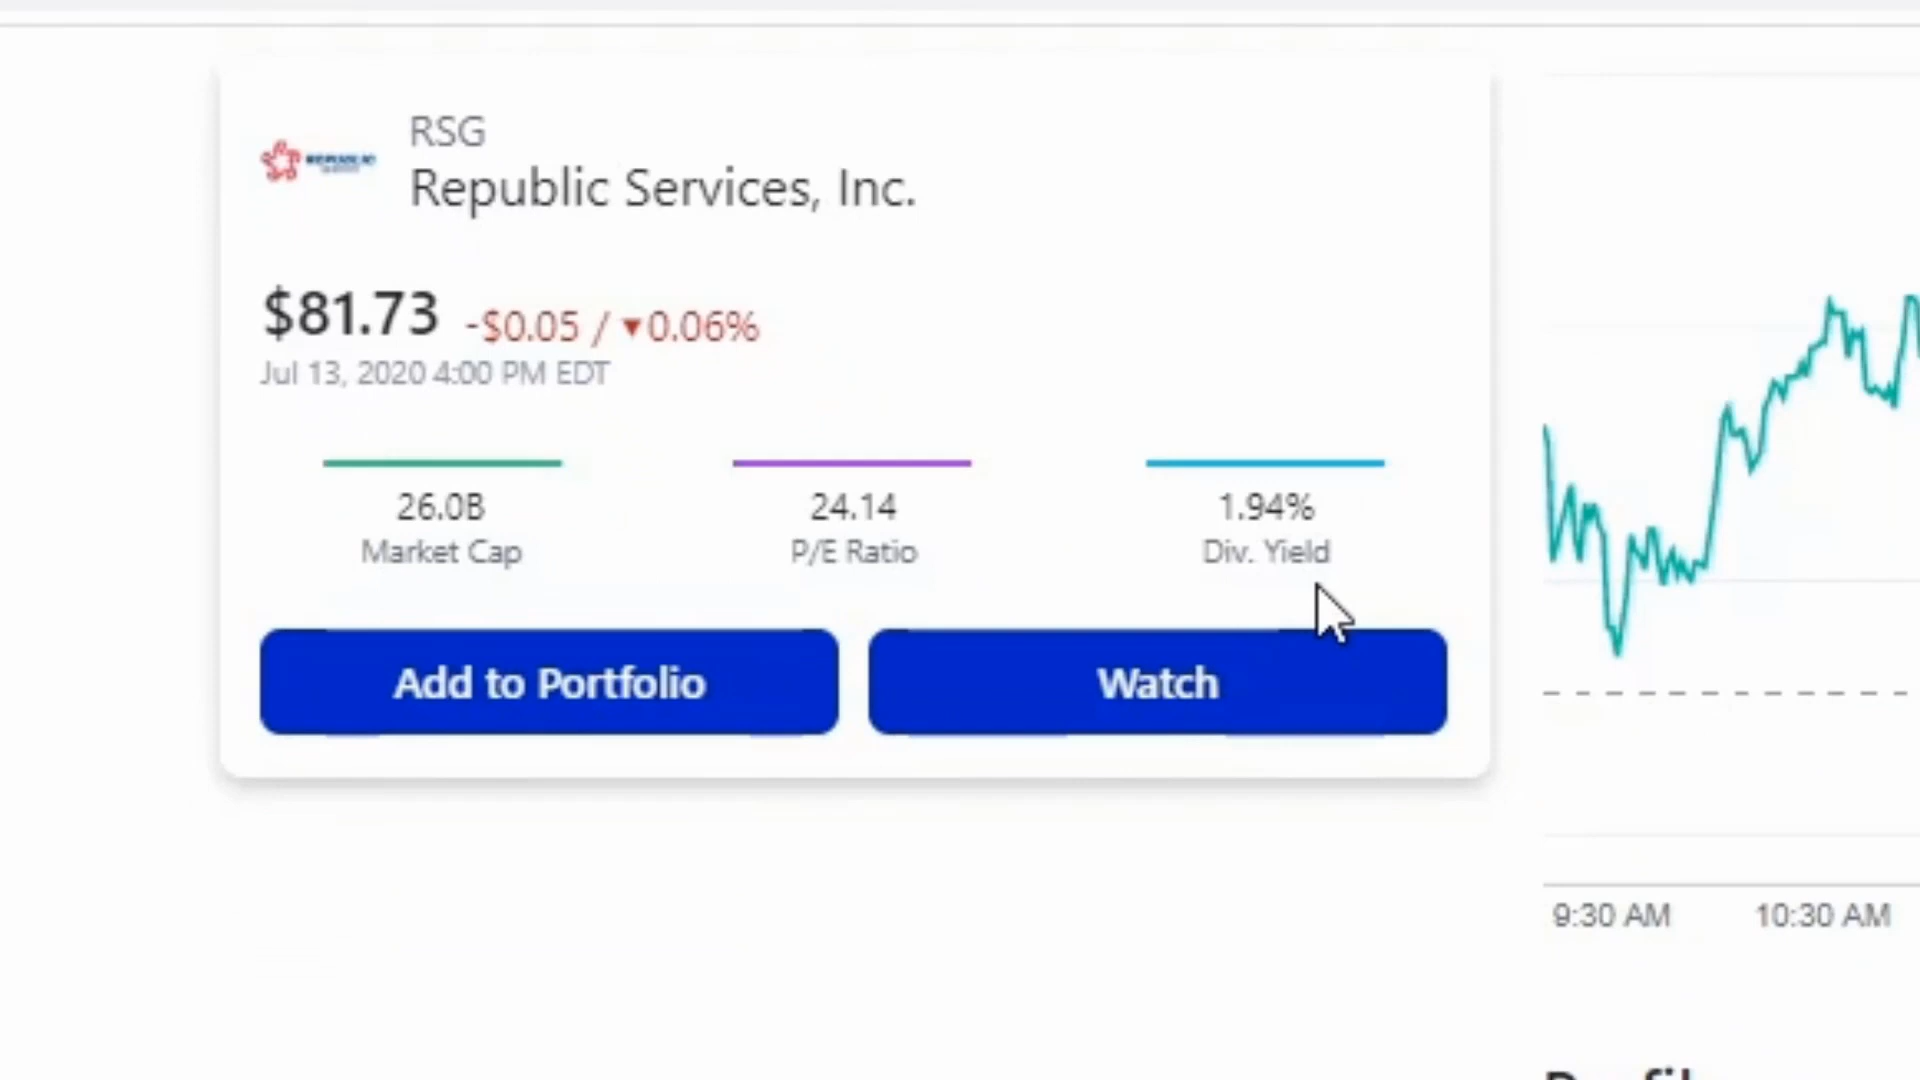 RSG
Republic Services, Inc.
$81.73 -$0.05 / ▼0.06%
Jul 13, 2020 4:00 PM EDT
26.0B
Market Cap
24.14
P/E Ratio
1.94%
Div. Yield
Add to Portfolio
Watch
9:30 AM
10:30 AM